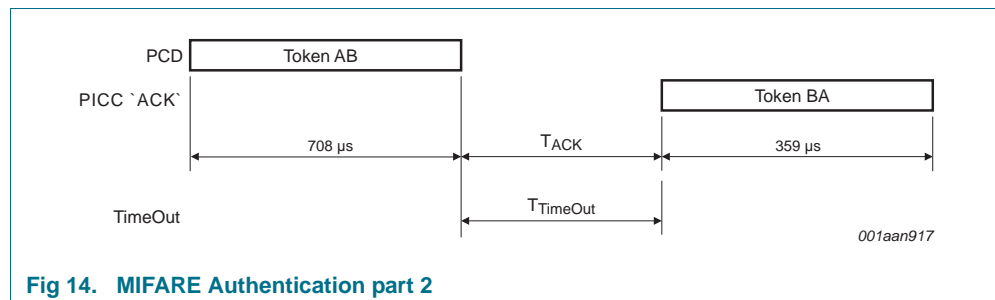 PCD Token AB
PICC `ACK` Token BA
708 µs TACK 359 µs
TimeOut TTimeOut
001aan917
Fig 14. MIFARE Authentication part 2